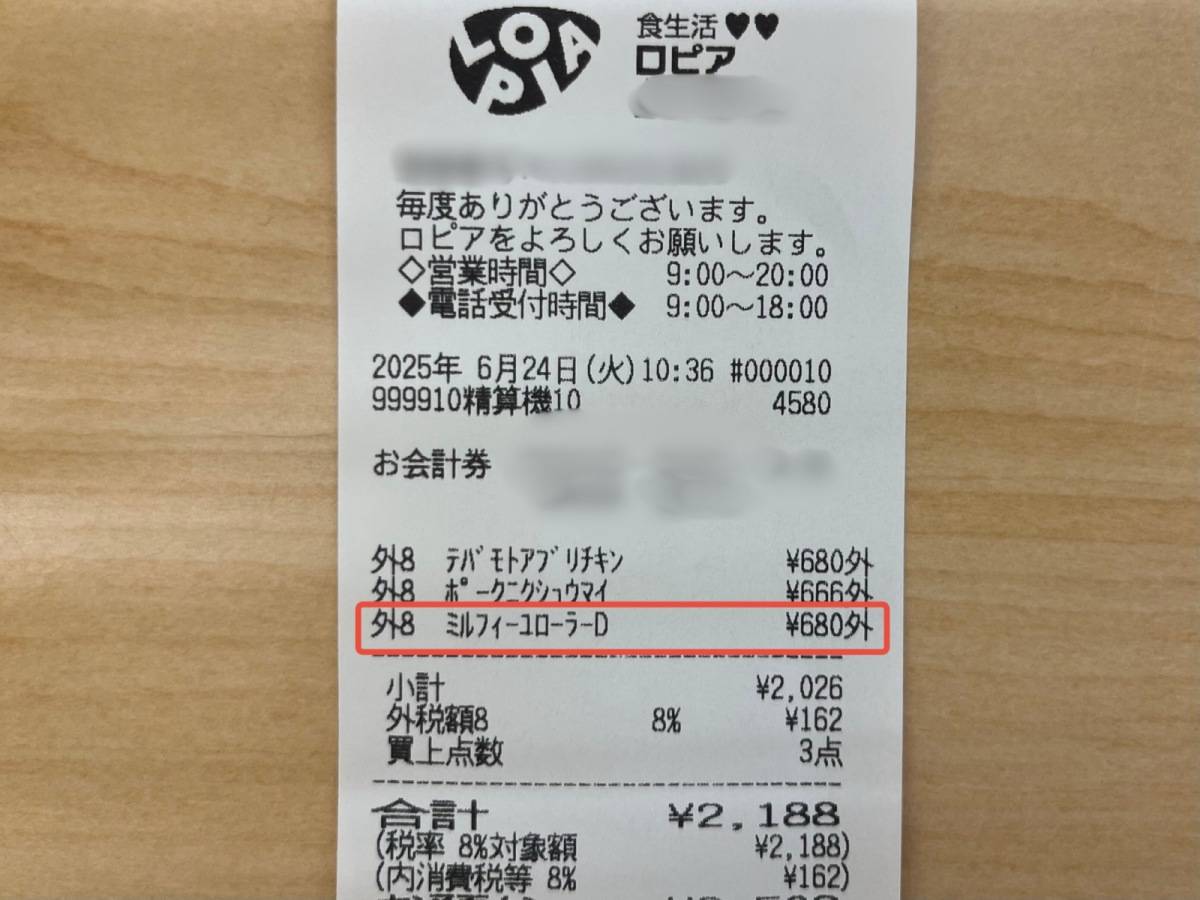 LOPIA
食生活♥♥
ロピア
毎度ありがとうございます。
ロピアをよろしくお願いします。
◇営業時間◇ 9:00〜20:00
◆電話受付時間◆ 9:00〜18:00
2025年 6月24日(火)10:36 #000010
999910精算機10 4580
お会計券
外8 テバモトアブリチキン ¥680外
外8 ポークニクショウマイ ¥666外
外8 ミルフィーユローラーD ¥680外
小計 ¥2,026
外税額8 8% ¥162
買上点数 3点
合計 ¥2,188
(税率 8%対象額 ¥2,188)
(内消費税等 8% ¥162)